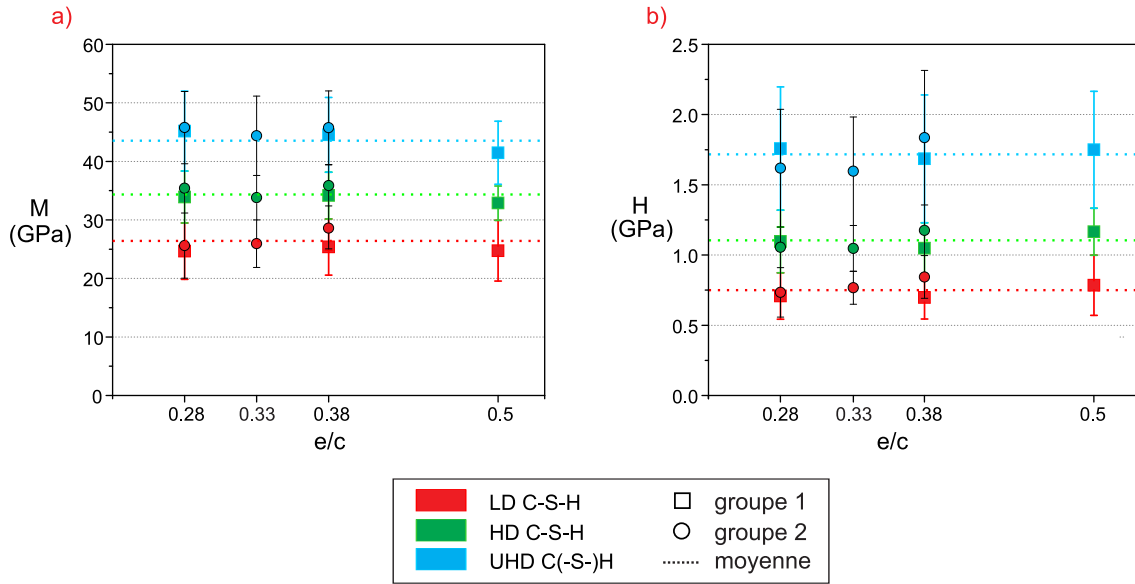 a)
60
50
40
30
20
10
0
M
(GPa)
0.28 0.33 0.38 0.5
e/c
b)
2.5
2.0
1.5
1.0
0.5
0.0
H
(GPa)
0.28 0.33 0.38 0.5
e/c
LD C-S-H
HD C-S-H
UHD C(-S-)H
groupe 1
groupe 2
moyenne